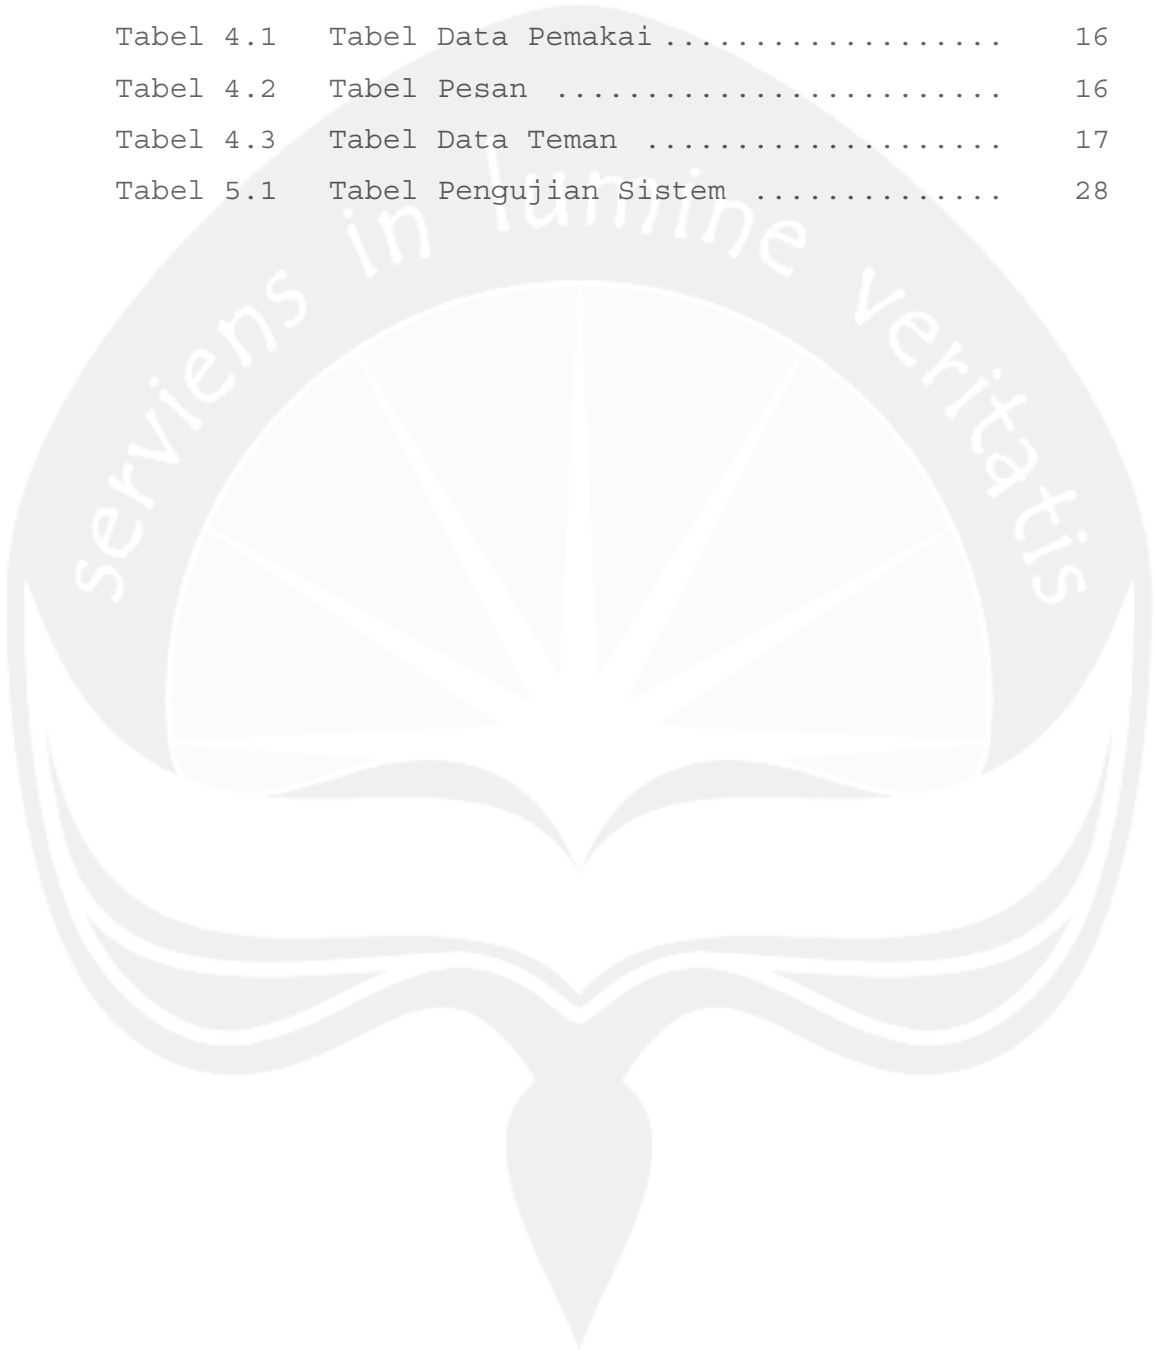 Tabel 4.1 Tabel Data Pemakai ................... 16
Tabel 4.2 Tabel Pesan ......................... 16
Tabel 4.3 Tabel Data Teman .................... 17
Tabel 5.1 Tabel Pengujian Sistem .............. 28
serviens in lumine veritatis